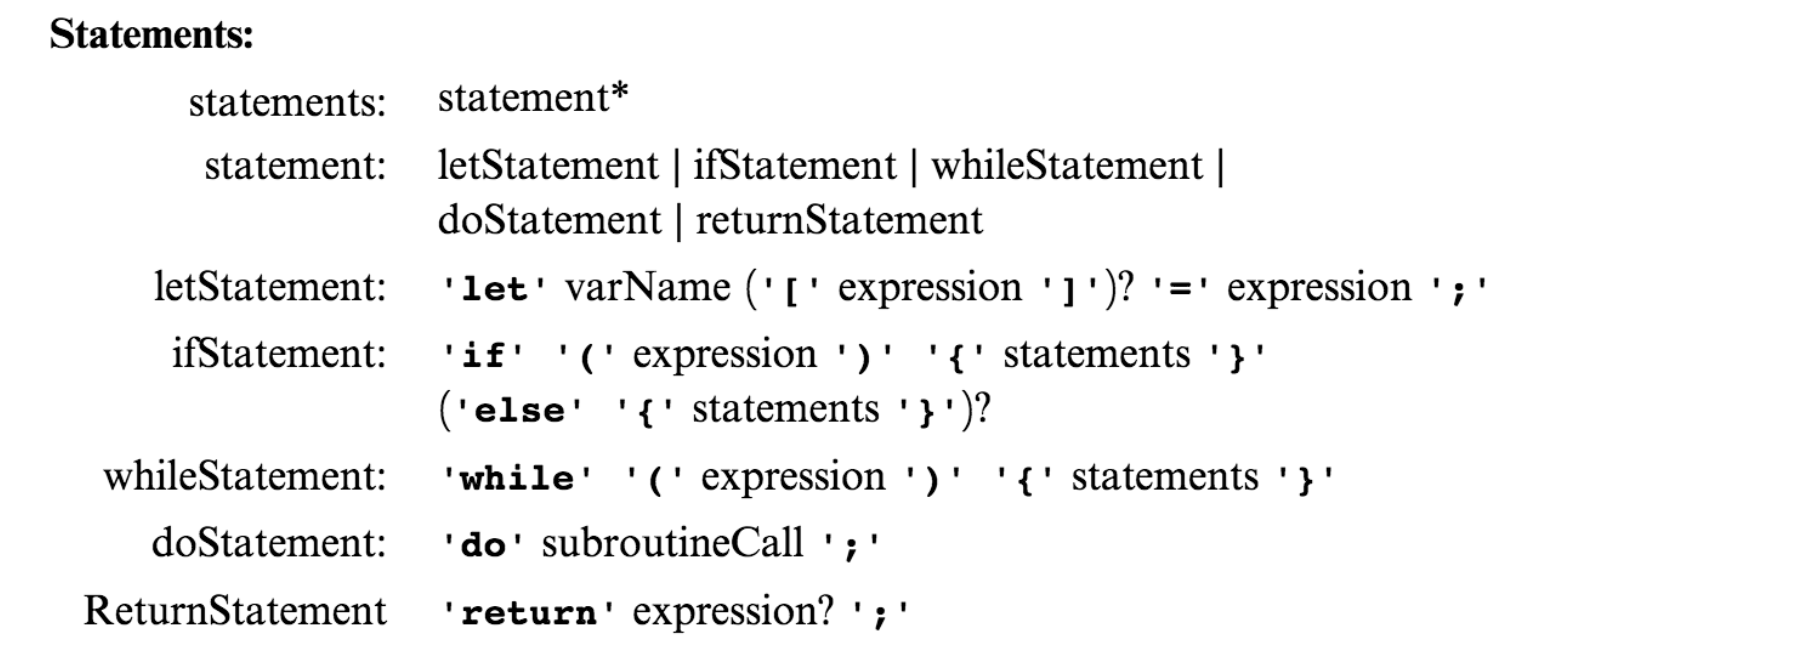 Statements:
statements: statement*
statement: letStatement | ifStatement | whileStatement |
doStatement | returnStatement
letStatement: 'let' varName ('[' expression ']')? '=' expression ';'
ifStatement: 'if' '(' expression ')' '{' statements '}'
('else' '{' statements '}')?
whileStatement: 'while' '(' expression ')' '{' statements '}'
doStatement: 'do' subroutineCall ';'
ReturnStatement 'return' expression? ';'